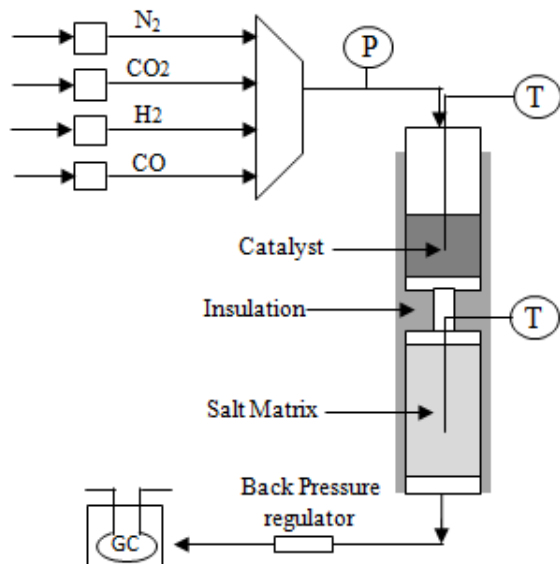 N₂
CO2
H2
CO
P
T
Catalyst
Insulation
T
Salt Matrix
Back Pressure
regulator
GC